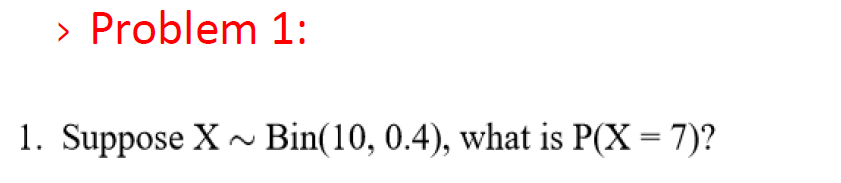 › Problem 1:
1. Suppose X ~ Bin(10, 0.4), what is P(X = 7)?